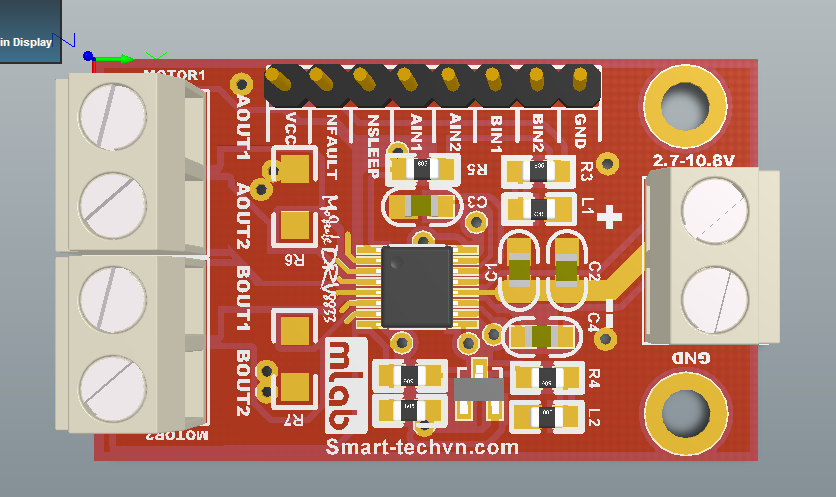 in Display
MOTOR1
AOUT1
AOUT2
BOUT1
BOUT2
MOTOR2
VCC
NFAULT
NSLEEP
AIN1
AIN2
BIN1
BIN2
GND
2.7-10.8V
R5
R3
C3
L1
+
R6
Module DRV8833
C1
C2
C4
-
GND
R4
L2
R7
mlab
Smart-techvn.com